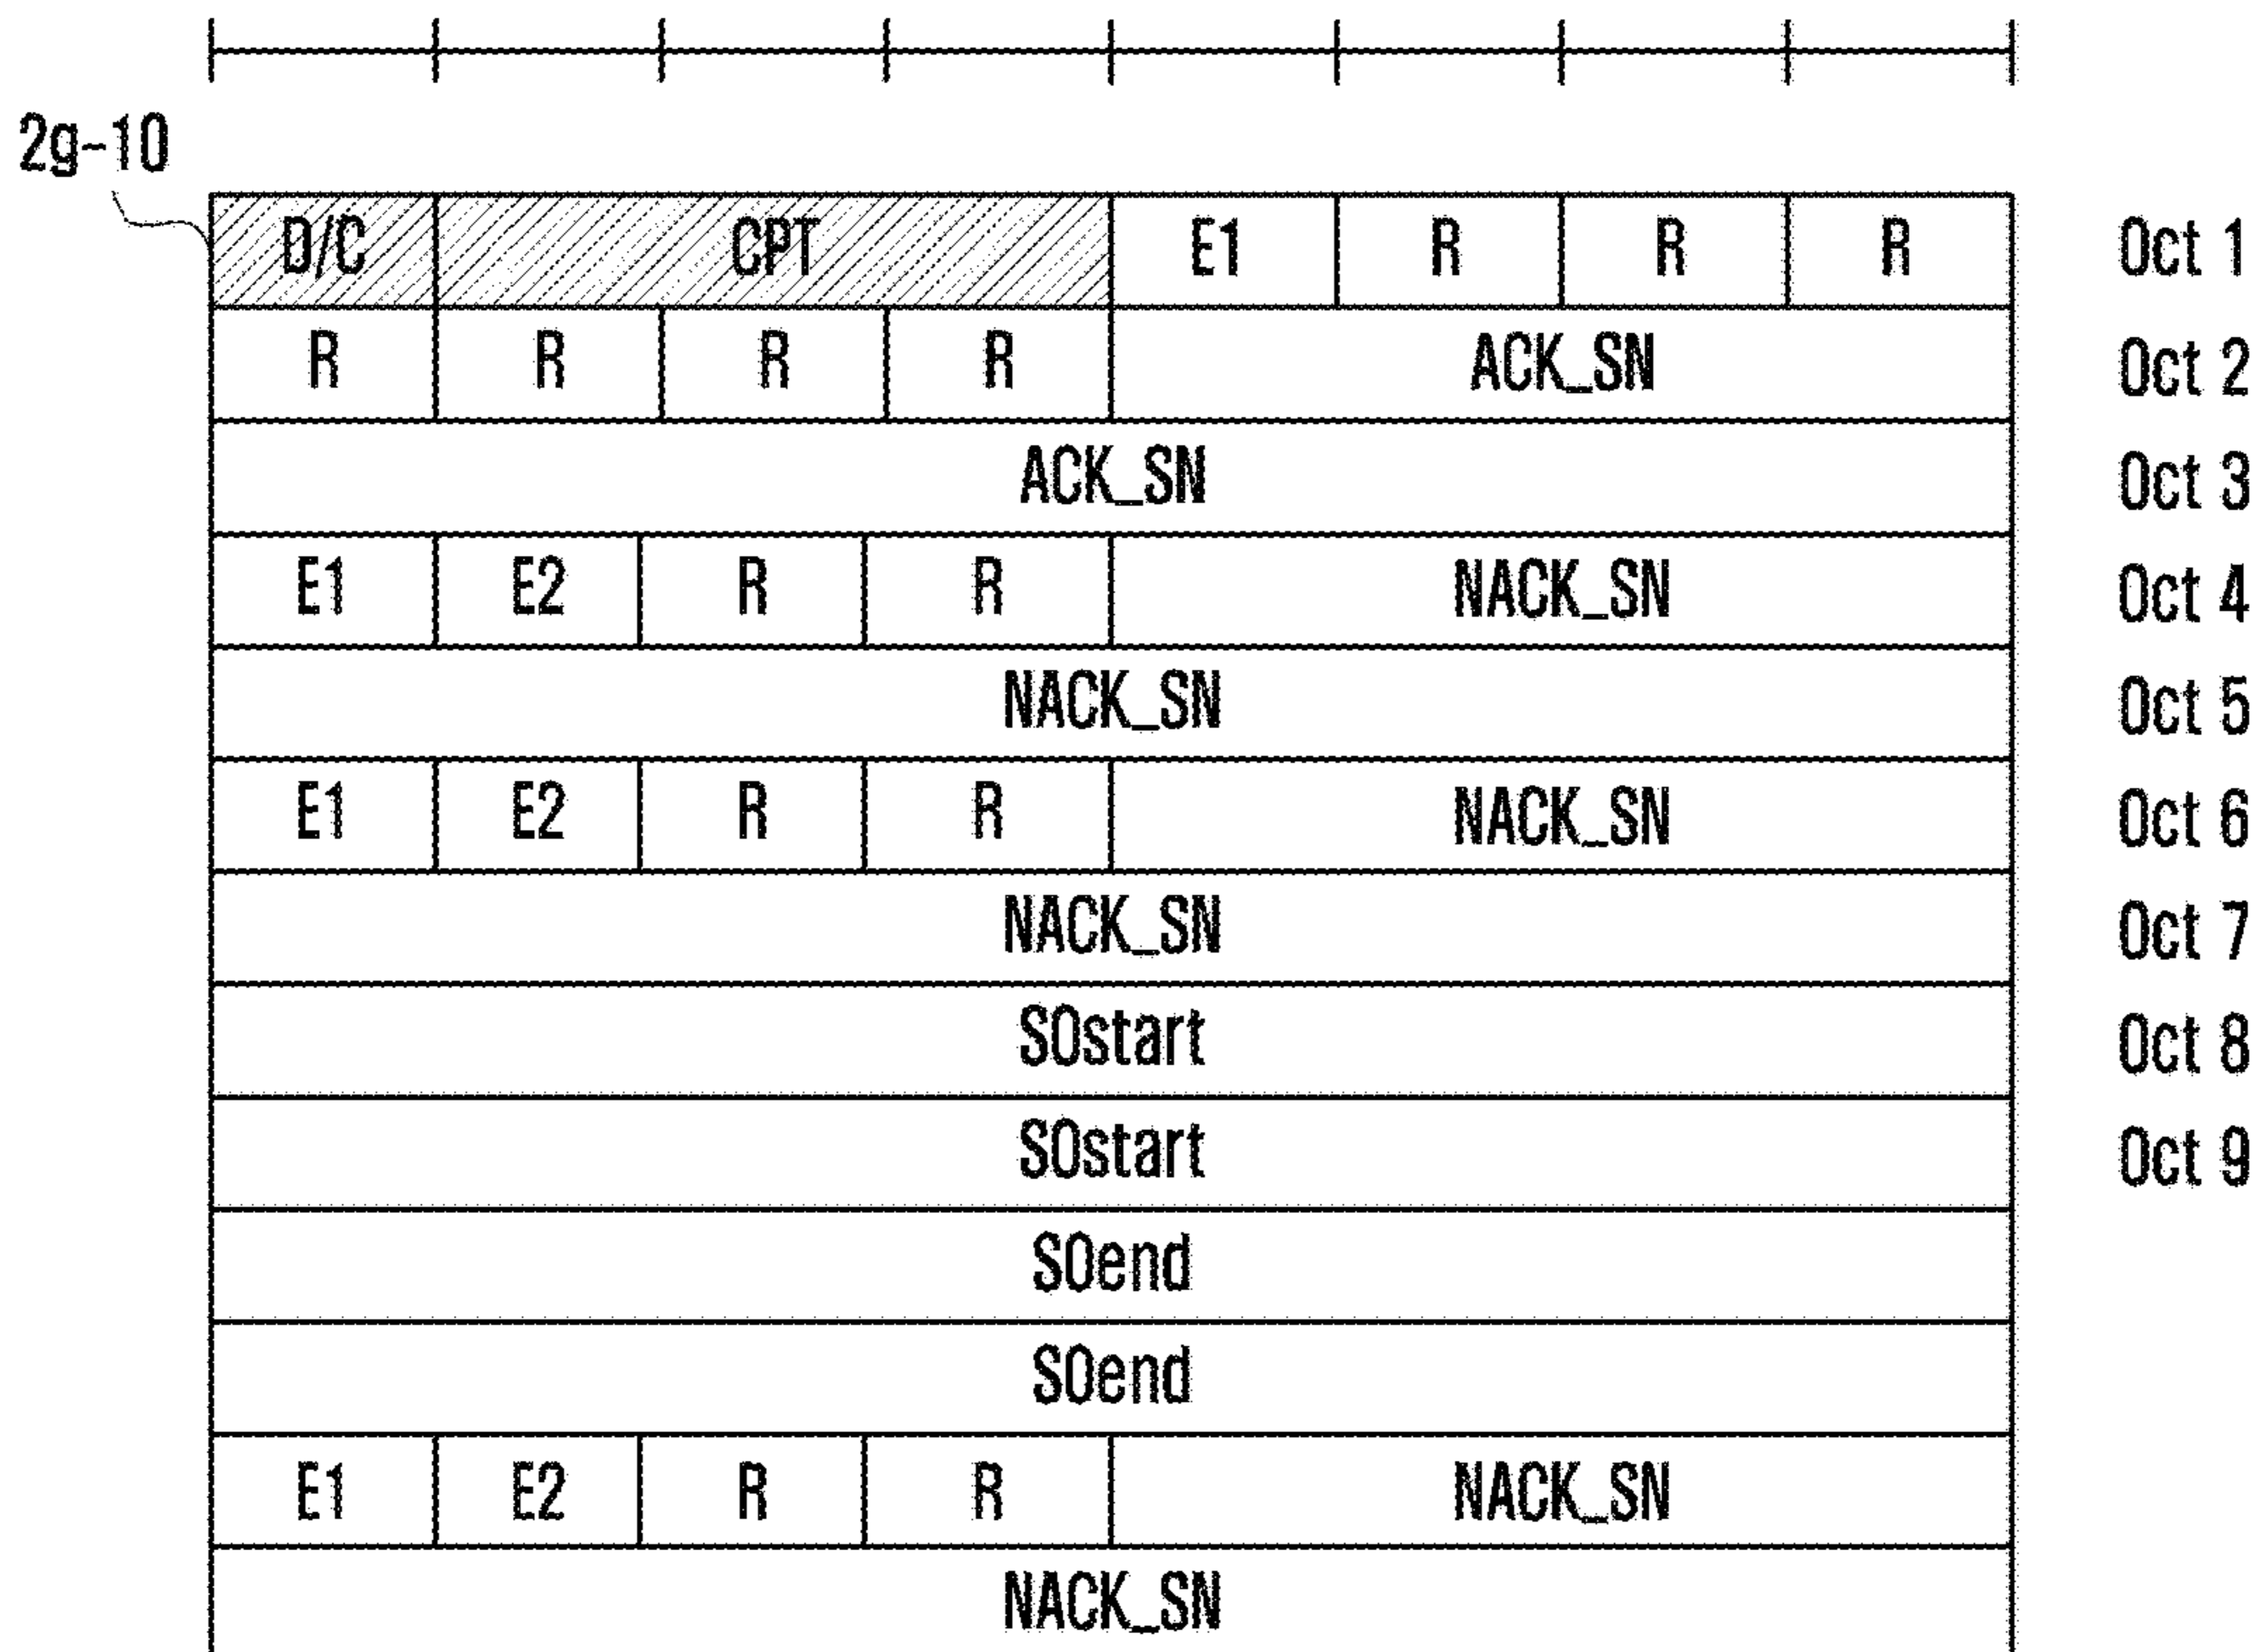 2g-10
D/C CPT E1 R R R Oct 1
R R R R ACK_SN Oct 2
ACK_SN Oct 3
E1 E2 R R NACK_SN Oct 4
NACK_SN Oct 5
E1 E2 R R NACK_SN Oct 6
NACK_SN Oct 7
SOstart Oct 8
SOstart Oct 9
SOend
SOend
E1 E2 R R NACK_SN
NACK_SN